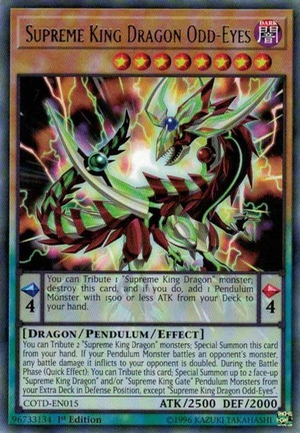 SUPREME KING DRAGON ODD-EYES
DARK
闇
You can Tribute 1 "Supreme King Dragon" monster;
destroy this card, and if you do, add 1 Pendulum
Monster with 1500 or less ATK from your Deck to
your hand.
4
4
[DRAGON/PENDULUM/EFFECT]
You can Tribute 2 "Supreme King Dragon" monsters; Special Summon this
card from your hand. If your Pendulum Monster battles an opponent's monster,
any battle damage it inflicts to your opponent is doubled. During the Battle
Phase (Quick Effect): You can Tribute this card; Special Summon up to 2 face-up
"Supreme King Dragon" and/or "Supreme King Gate" Pendulum Monsters from
your Extra Deck in Defense Position, except "Supreme King Dragon Odd-Eyes".
COTD-EN015
ATK/2500 DEF/2000
96733134 1st Edition
©1996 KAZUKI TAKAHASHI